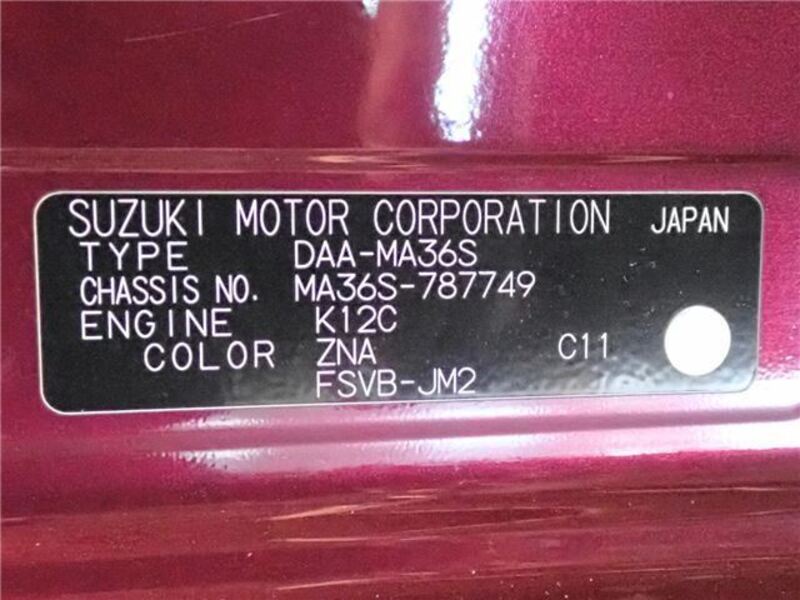 SUZUKI MOTOR CORPORATION JAPAN
TYPE DAA-MA36S
CHASSIS NO. MA36S-787749
ENGINE K12C
COLOR ZNA C11
FSVB-JM2